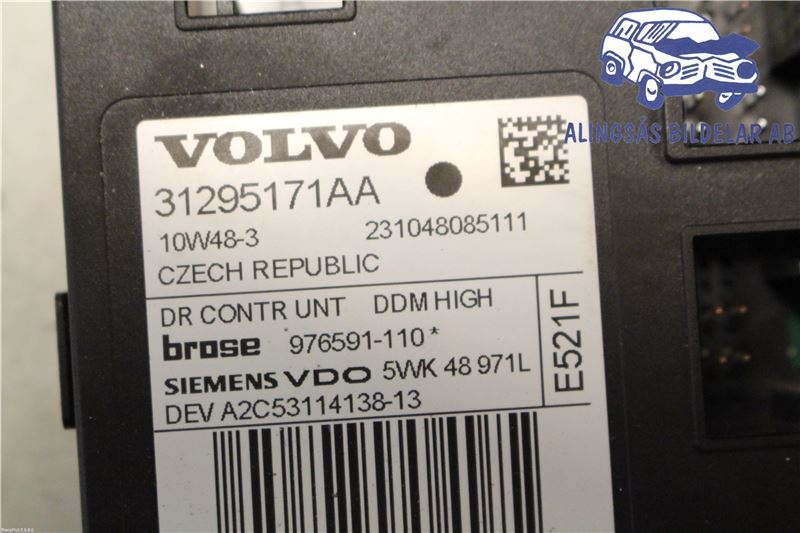 VOLVO
31295171AA
10W48-3 231048085111
CZECH REPUBLIC
DR CONTR UNT DDM HIGH
brose 976591-110*
SIEMENS VDO 5WK 48 971L
DEV A2C53114138-13
E521F
ALINGSÅS BILDELAR AB